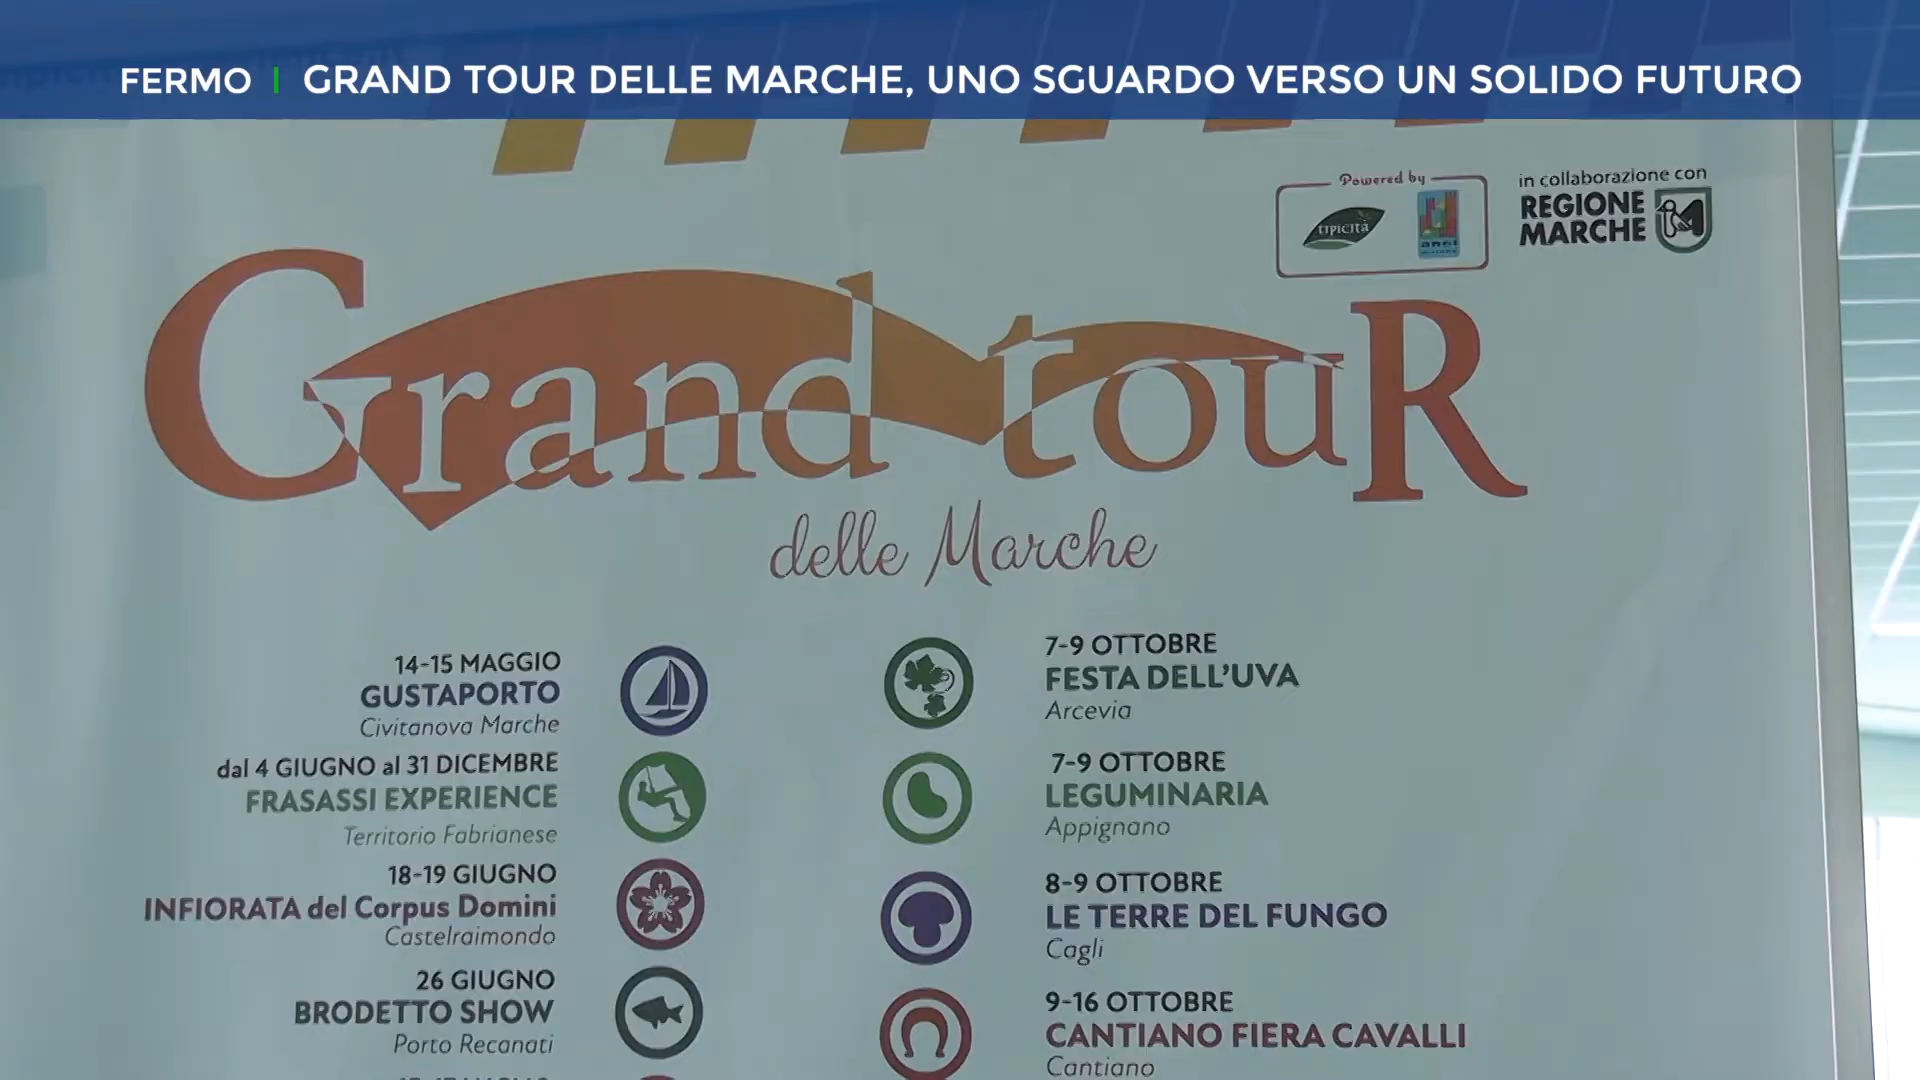 FERMO | GRAND TOUR DELLE MARCHE, UNO SGUARDO VERSO UN SOLIDO FUTURO
Powered by
TIPICITÀ
anci
in collaborazione con
REGIONE
MARCHE
Grand touR
delle Marche
14-15 MAGGIO
GUSTAPORTO
Civitanova Marche
dal 4 GIUGNO al 31 DICEMBRE
FRASASSI EXPERIENCE
Territorio Fabrianese
18-19 GIUGNO
INFIORATA del Corpus Domini
Castelraimondo
26 GIUGNO
BRODETTO SHOW
Porto Recanati
7-9 OTTOBRE
FESTA DELL'UVA
Arcevia
7-9 OTTOBRE
LEGUMINARIA
Appignano
8-9 OTTOBRE
LE TERRE DEL FUNGO
Cagli
9-16 OTTOBRE
CANTIANO FIERA CAVALLI
Cantiano